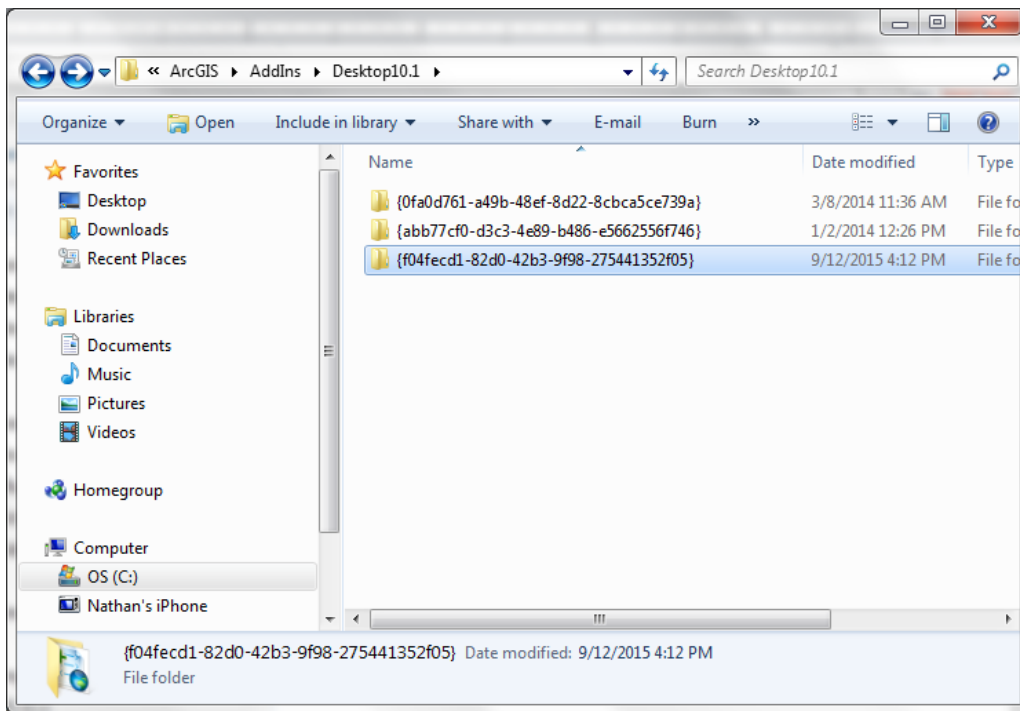 « ArcGIS ▸ AddIns ▸ Desktop10.1 ▸ Search Desktop10.1
Organize ▾ Open Include in library ▾ Share with ▾ E-mail Burn »
Favorites
Desktop
Downloads
Recent Places
Libraries
Documents
Music
Pictures
Videos
Homegroup
Computer
OS (C:)
Nathan's iPhone
Name Date modified Type
{0fa0d761-a49b-48ef-8d22-8cbca5ce739a} 3/8/2014 11:36 AM File fo
{abb77cf0-d3c3-4e89-b486-e5662556f746} 1/2/2014 12:26 PM File fo
{f04fecd1-82d0-42b3-9f98-275441352f05} 9/12/2015 4:12 PM File fo
{f04fecd1-82d0-42b3-9f98-275441352f05} Date modified: 9/12/2015 4:12 PM
File folder